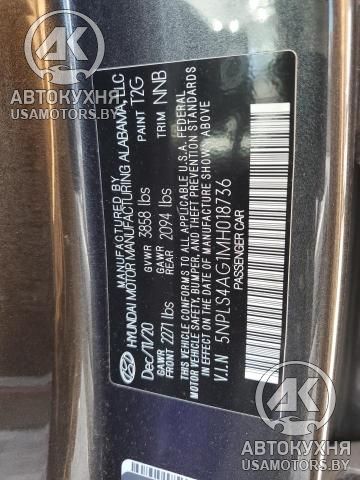 АК
АВТОКУХНЯ
USAMOTORS.BY
MANUFACTURED BY
HYUNDAI MOTOR MANUFACTURING ALABAMA, LLC
Dec/11/20 GVWR 3858 lbs PAINT T2G
GAWR FRONT 2271 lbs GAWR REAR 2094 lbs TRIM NNB
THIS VEHICLE CONFORMS TO ALL APPLICABLE U.S.A. FEDERAL
MOTOR VEHICLE SAFETY, BUMPER, AND THEFT PREVENTION STANDARDS
IN EFFECT ON THE DATE OF MANUFACTURE SHOWN ABOVE.
V.I.N 5NPLS4AG1MH018736
PASSENGER CAR
АК
АВТОКУХНЯ
USAMOTORS.BY